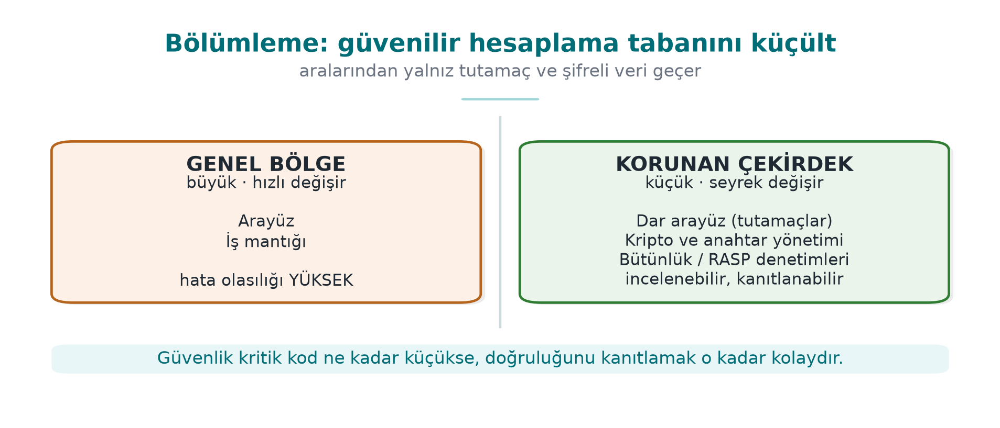 Bölümleme: güvenilir hesaplama tabanını küçült
aralarından yalnız tutamaç ve şifreli veri geçer
GENEL BÖLGE
büyük · hızlı değişir
Arayüz
İş mantığı
hata olasılığı YÜKSEK
KORUNAN ÇEKİRDEK
küçük · seyrek değişir
Dar arayüz (tutamaçlar)
Kripto ve anahtar yönetimi
Bütünlük / RASP denetimleri
incelenebilir, kanıtlanabilir
Güvenlik kritik kod ne kadar küçükse, doğruluğunu kanıtlamak o kadar kolaydır.